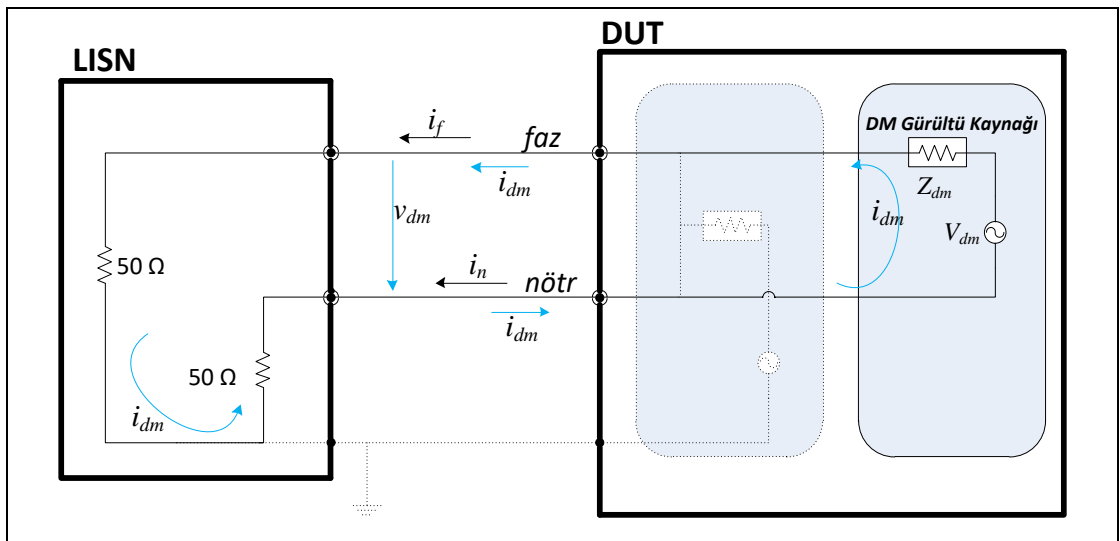 LISN
DUT
i_f
faz
DM Gürültü Kaynağı
i_dm
Z_dm
v_dm
i_dm
V_dm
50 Ω
i_n
nötr
i_dm
50 Ω
i_dm